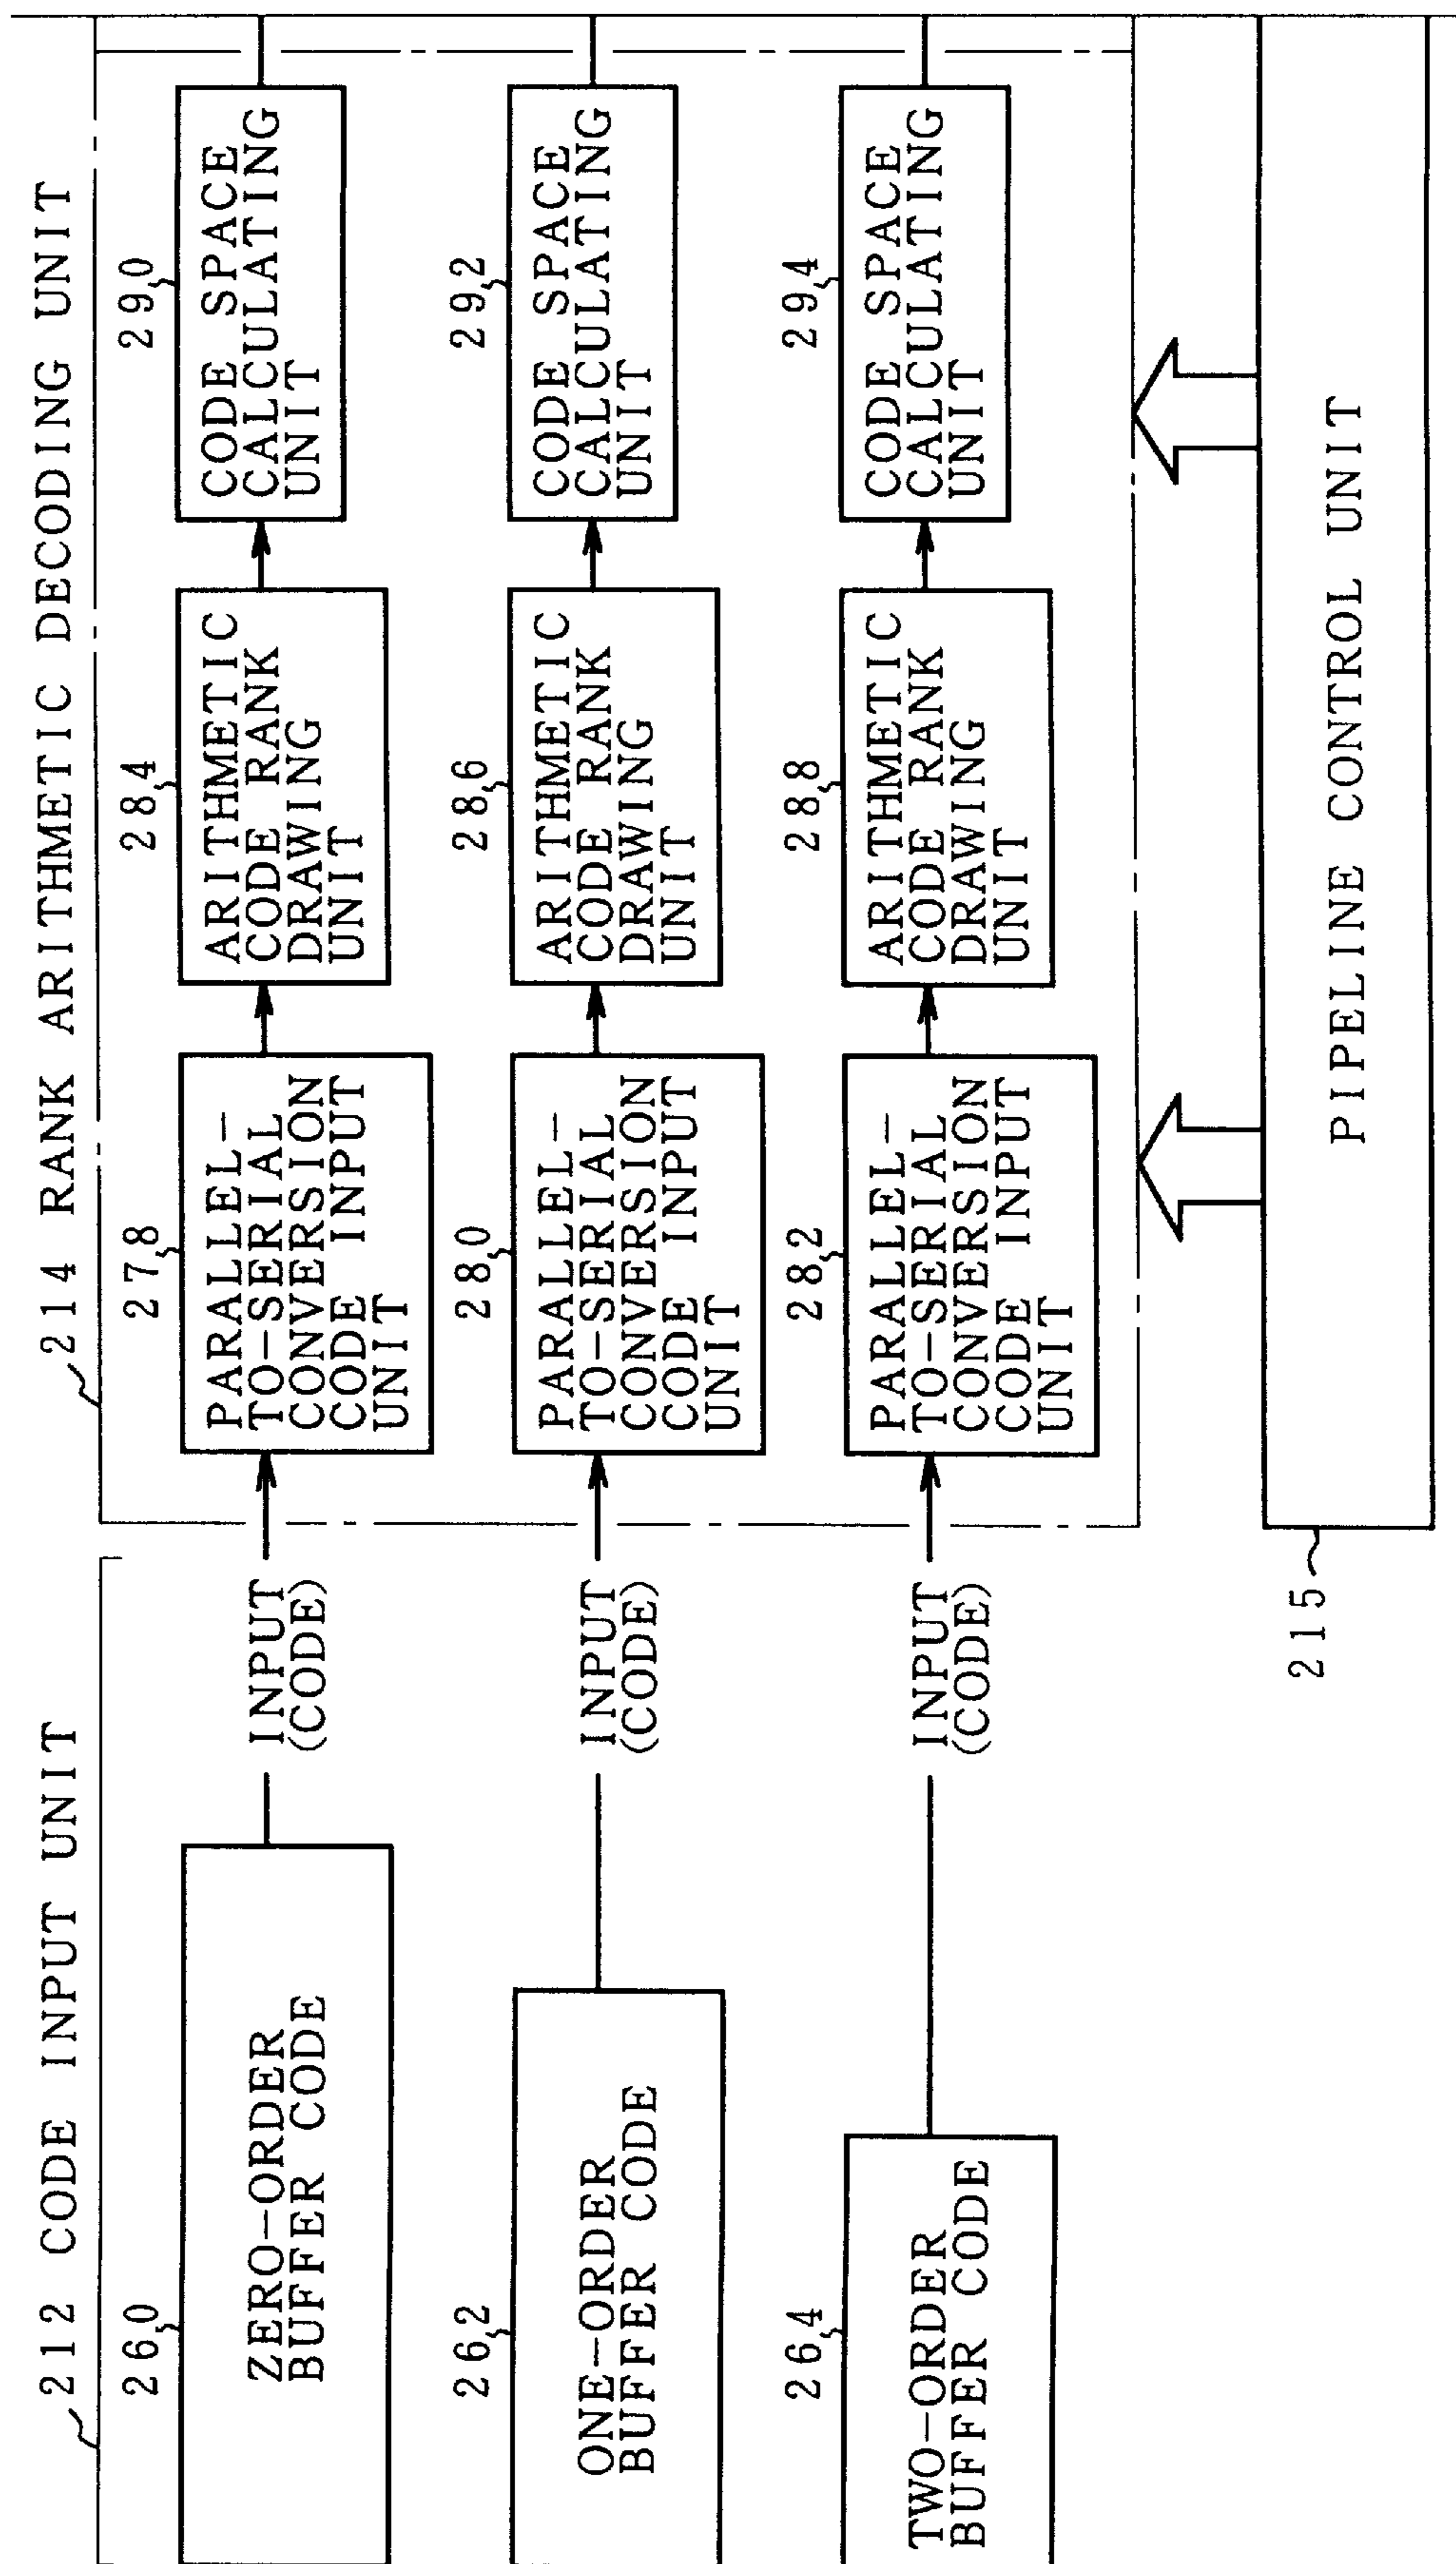 212 CODE INPUT UNIT
214 RANK ARITHMETIC DECODING UNIT
260
ZERO-ORDER
BUFFER CODE
INPUT
(CODE)
278
PARALLEL-
TO-SERIAL
CONVERSION
CODE INPUT
UNIT
284
ARITHMETIC
CODE RANK
DRAWING
UNIT
290
CODE SPACE
CALCULATING
UNIT
262
ONE-ORDER
BUFFER CODE
INPUT
(CODE)
280
PARALLEL-
TO-SERIAL
CONVERSION
CODE INPUT
UNIT
286
ARITHMETIC
CODE RANK
DRAWING
UNIT
292
CODE SPACE
CALCULATING
UNIT
264
TWO-ORDER
BUFFER CODE
INPUT
(CODE)
282
PARALLEL-
TO-SERIAL
CONVERSION
CODE INPUT
UNIT
288
ARITHMETIC
CODE RANK
DRAWING
UNIT
294
CODE SPACE
CALCULATING
UNIT
215
PIPELINE CONTROL UNIT